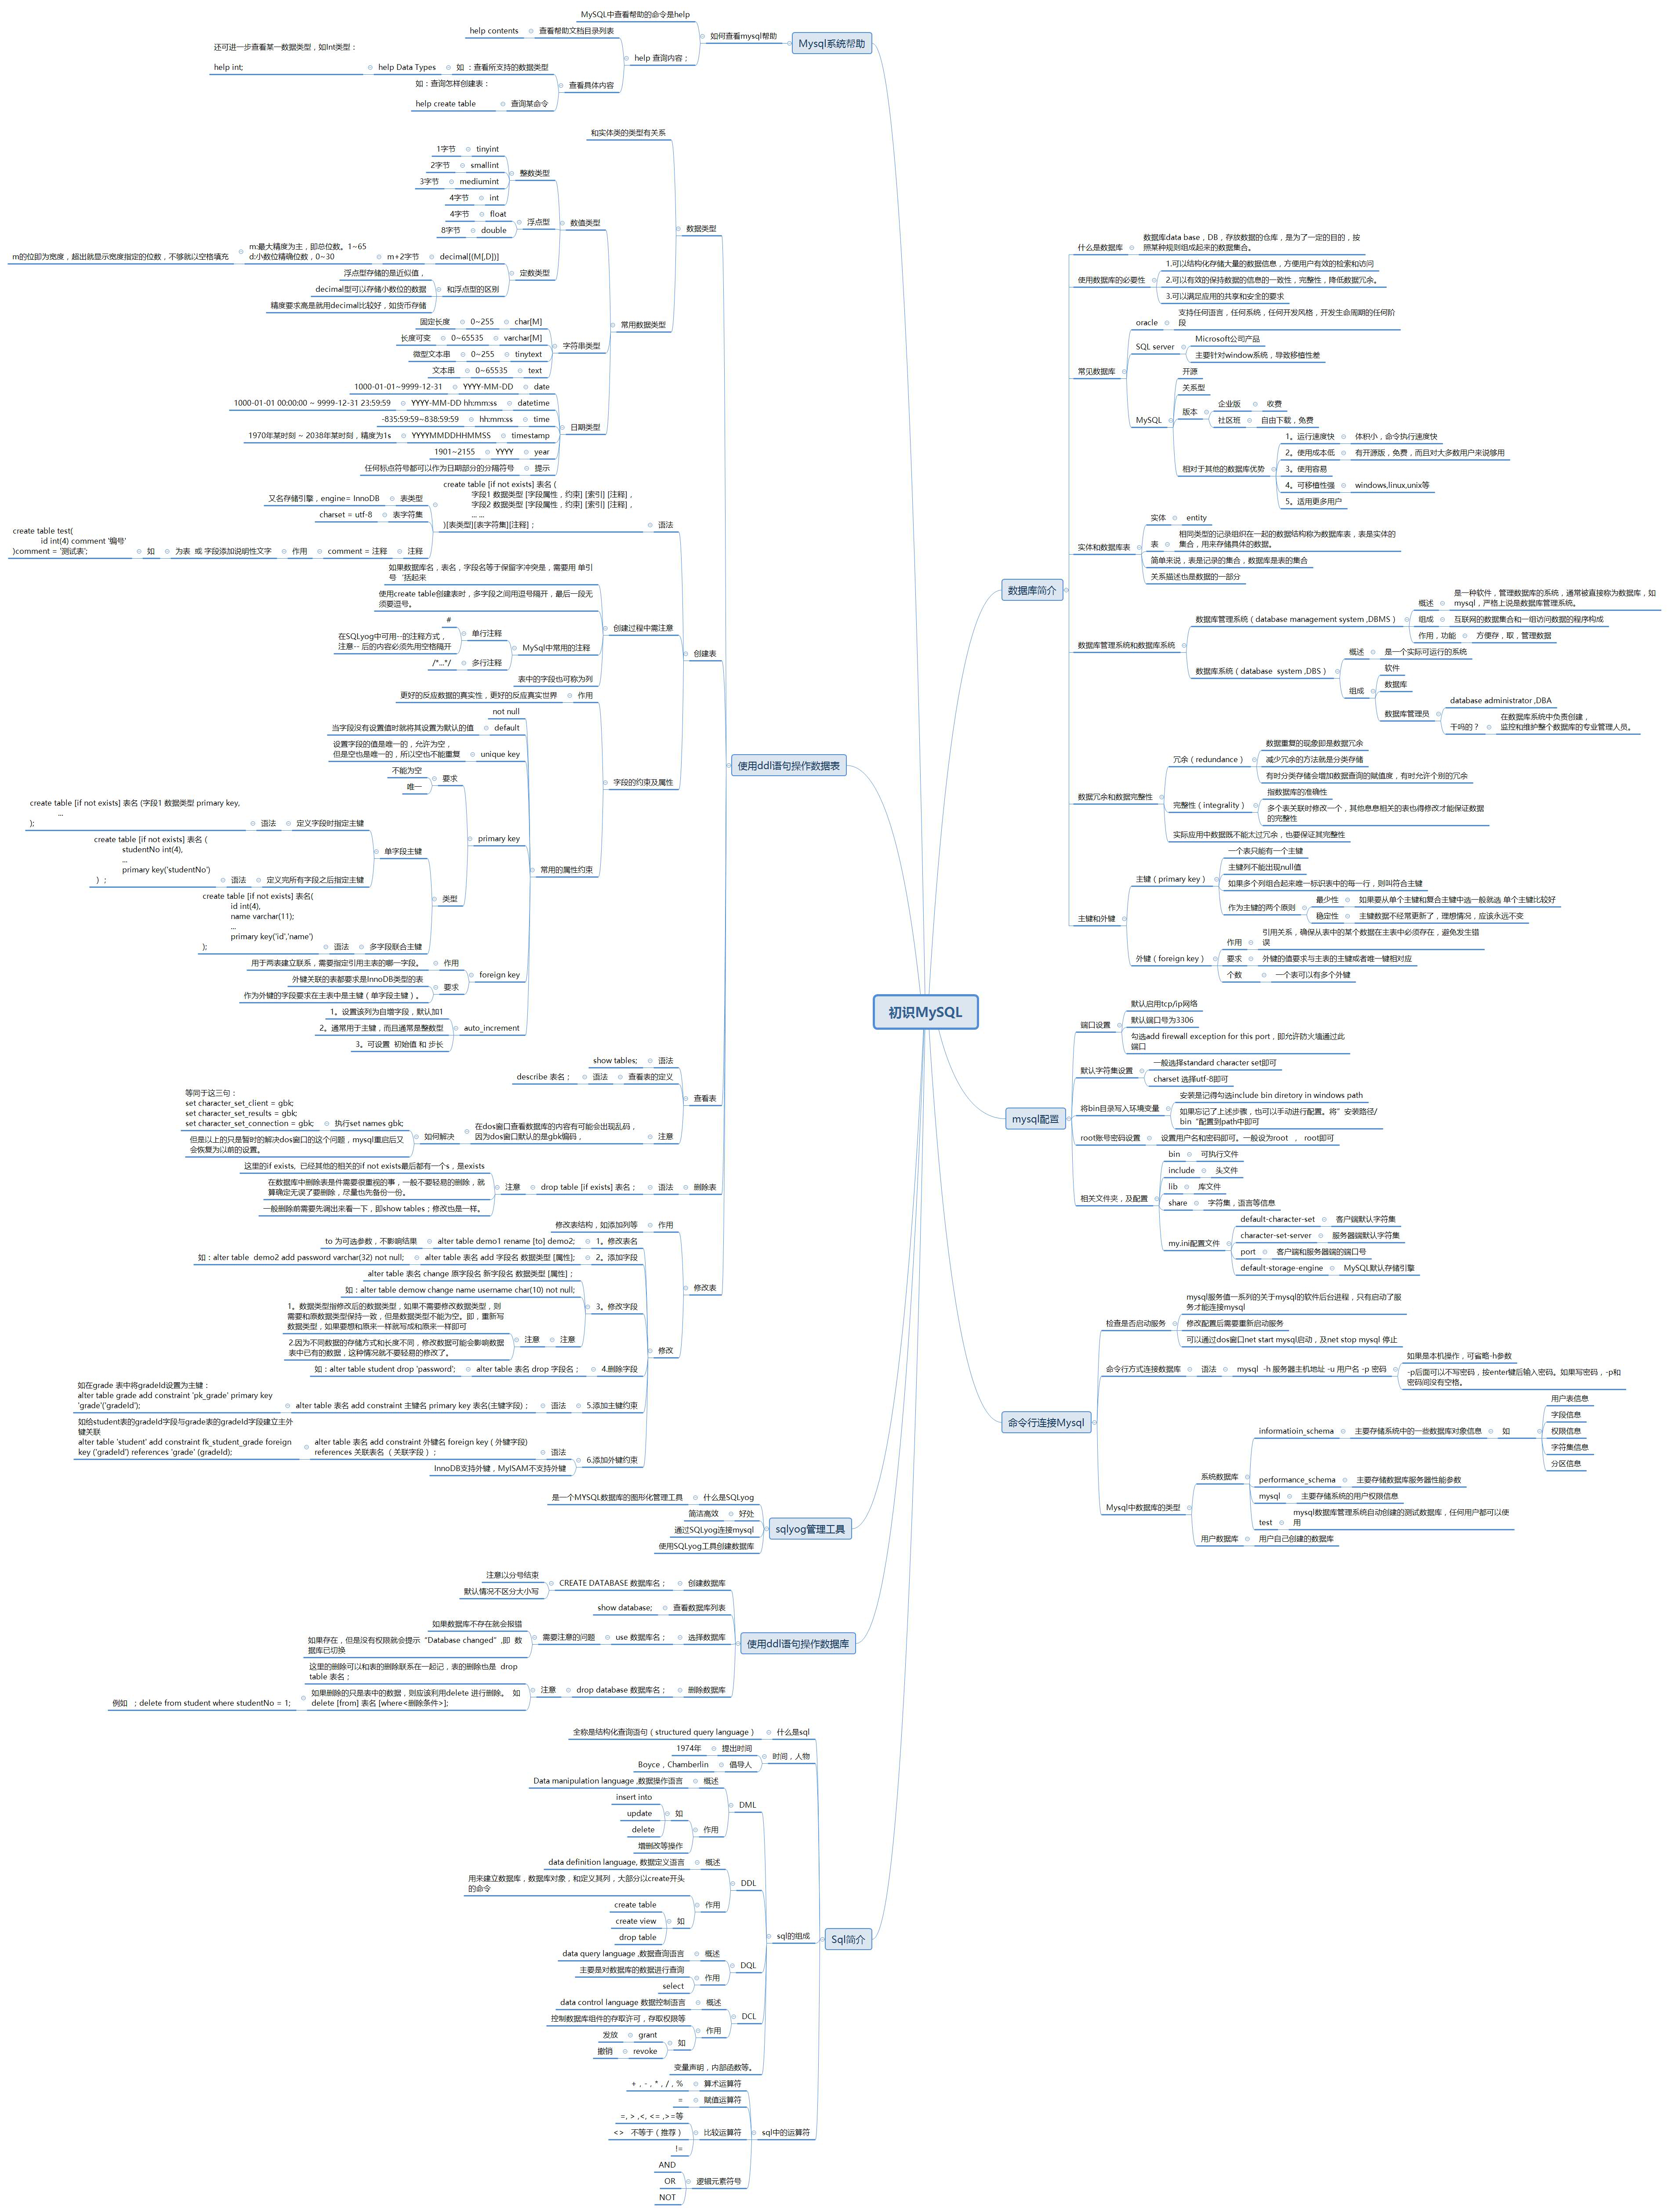 初识MySQL
数据库简介
什么是数据库
数据库data base，DB，存放数据的仓库，是为了一定的目的，按
照某种规则组成起来的数据集合。
使用数据库的必要性
1.可以结构化存储大量的数据信息，方便用户有效的检索和访问
2.可以有效的保持数据的信息的一致性，完整性，降低数据冗余。
3.可以满足应用的共享和安全的要求
常见数据库
oracle
支持任何语言，任何系统，任何开发风格，开发生命周期的任何阶
段
SQL server
Microsoft公司产品
主要针对window系统，导致移植性差
MySQL
开源
关系型
版本
企业版
收费
社区班
自由下载，免费
相对于其他的数据库优势
1。运行速度快
体积小，命令执行速度快
2。使用成本低
有开源版，免费，而且对大多数用户来说够用
3。使用容易
4。可移植性强
windows,linux,unix等
5。适用更多用户
实体和数据库表
实体
entity
表
相同类型的记录组织在一起的数据结构称为数据库表，表是实体的
集合，用来存储具体的数据。
简单来说，表是记录的集合，数据库是表的集合
关系描述也是数据的一部分
数据库管理系统和数据库系统
数据库管理系统（database management system ,DBMS）
概述
是一种软件，管理数据库的系统，通常被直接称为数据库，如
mysql，严格上说是数据库管理系统。
组成
互联网的数据集合和一组访问数据的程序构成
作用，功能
方便存，取，管理数据
数据库系统（database  system ,DBS）
概述
是一个实际可运行的系统
组成
软件
数据库
数据库管理员
database administrator ,DBA
干吗的？
在数据库系统中负责创建，
监控和维护整个数据库的专业管理人员。
数据冗余和数据完整性
冗余（redundance）
数据重复的现象即是数据冗余
减少冗余的方法就是分类存储
有时分类存储会增加数据查询的赋值度，有时允许个别的冗余
完整性（integrality）
指数据库的准确性
多个表关联时修改一个，其他息息相关的表也得修改才能保证数据
的完整性
实际应用中数据既不能太过冗余，也要保证其完整性
主键和外键
主键（primary key）
一个表只能有一个主键
主键列不能出现null值
如果多个列组合起来唯一标识表中的每一行，则叫符合主键
作为主键的两个原则
最少性
如果要从单个主键和复合主键中选一般就选 单个主键比较好
稳定性
主键数据不经常更新了，理想情况，应该永远不变
外键（foreign key）
作用
引用关系，确保从表中的某个数据在主表中必须存在，避免发生错
误
要求
外键的值要求与主表的主键或者唯一键相对应
个数
一个表可以有多个外键
mysql配置
端口设置
默认启用tcp/ip网络
默认端口号为3306
勾选add firewall exception for this port，即允许防火墙通过此
端口
默认字符集设置
一般选择standard character set即可
charset 选择utf-8即可
将bin目录写入环境变量
安装是记得勾选include bin diretory in windows path
如果忘记了上述步骤，也可以手动进行配置。将”安装路径/
bin“配置到path中即可
root账号密码设置
设置用户名和密码即可。一般设为root  ，  root即可
相关文件夹，及配置
bin
可执行文件
include
头文件
lib
库文件
share
字符集，语言等信息
my.ini配置文件
default-character-set
客户端默认字符集
character-set-server
服务器端默认字符集
port
客户端和服务器端的端口号
default-storage-engine
MySQL默认存储引擎
命令行连接Mysql
检查是否启动服务
mysql服务值一系列的关于mysql的软件后台进程，只有启动了服
务才能连接mysql
修改配置后需要重新启动服务
可以通过dos窗口net start mysql启动，及net stop mysql 停止
命令行方式连接数据库
语法
mysql  -h 服务器主机地址 -u 用户名 -p 密码
如果是本机操作，可省略-h参数
-p后面可以不写密码，按enter键后输入密码。如果写密码，-p和
密码间没有空格。
Mysql中数据库的类型
系统数据库
informatioin_schema
主要存储系统中的一些数据库对象信息
如
用户表信息
字段信息
权限信息
字符集信息
分区信息
performance_schema
主要存储数据库服务器性能参数
mysql
主要存储系统的用户权限信息
test
mysql数据库管理系统自动创建的测试数据库，任何用户都可以使
用
用户数据库
用户自己创建的数据库
Mysql系统帮助
如何查看mysql帮助
MySQL中查看帮助的命令是help
help 查询内容；
查看帮助文档目录列表
help contents
查看具体内容
如 ：查看所支持的数据类型
help Data Types
还可进一步查看某一数据类型，如Int类型：
help int;
查询某命令
如：查询怎样创建表：
help create table
使用ddl语句操作数据表
数据类型
和实体类的类型有关系
常用数据类型
数值类型
整数类型
tinyint
1字节
smallint
2字节
mediumint
3字节
int
4字节
浮点型
float
4字节
double
8字节
定数类型
decimal[(M[,D])]
m+2字节
m:最大精度为主，即总位数。1~65
d:小数位精确位数，0~30
m的位即为宽度，超出就显示宽度指定的位数，不够就以空格填充
和浮点型的区别
浮点型存储的是近似值，
decimal型可以存储小数位的数据
精度要求高是就用decimal比较好，如货币存储
字符串类型
char[M]
0~255
固定长度
varchar[M]
0~65535
长度可变
tinytext
0~255
微型文本串
text
0~65535
文本串
日期类型
date
YYYY-MM-DD
1000-01-01~9999-12-31
datetime
YYYY-MM-DD hh:mm:ss
1000-01-01 00:00:00 ~ 9999-12-31 23:59:59
time
hh:mm:ss
-835:59:59~838:59:59
timestamp
YYYYMMDDHHMMSS
1970年某时刻 ~ 2038年某时刻，精度为1s
year
YYYY
1901~2155
提示
任何标点符号都可以作为日期部分的分隔符号
创建表
语法
create table [if not exists] 表名 (
字段1 数据类型 [字段属性，约束] [索引] [注释]，
字段2 数据类型 [字段属性，约束] [索引] [注释]，
... ...
)[表类型][表字符集][注释]；
表类型
又名存储引擎，engine= InnoDB
表字符集
charset = utf-8
注释
comment = 注释
作用
为表  或 字段添加说明性文字
如
create table test(
id int(4) comment '编号'
)comment = '测试表';
创建过程中需注意
如果数据库名，表名，字段名等于保留字冲突是，需要用 单引
号  ‘括起来
使用create table创建表时，多字段之间用逗号隔开，最后一段无
须要逗号。
MySql中常用的注释
单行注释
#
在SQLyog中可用--的注释方式，
注意-- 后的内容必须先用空格隔开
多行注释
/*...*/
表中的字段也可称为列
字段的约束及属性
作用
更好的反应数据的真实性，更好的反应真实世界
常用的属性约束
not null
default
当字段没有设置值时就将其设置为默认的值
unique key
设置字段的值是唯一的，允许为空，
但是空也是唯一的，所以空也不能重复
primary key
要求
不能为空
唯一
类型
单字段主键
定义字段时指定主键
语法
create table [if not exists] 表名 (字段1 数据类型 primary key,
...
);
定义完所有字段之后指定主键
语法
create table [if not exists] 表名 (
studentNo int(4),
...
primary key('studentNo')
）；
多字段联合主键
语法
create table [if not exists] 表名(
id int(4),
name varchar(11);
...
primary key('id','name')
);
foreign key
作用
用于两表建立联系，需要指定引用主表的哪一字段。
要求
外键关联的表都要求是InnoDB类型的表
作为外键的字段要求在主表中是主键（单字段主键）。
auto_increment
1。设置该列为自增字段，默认加1
2。通常用于主键，而且通常是整数型
3。可设置  初始值 和 步长
查看表
语法
show tables;
查看表的定义
语法
describe 表名；
注意
在dos窗口查看数据库的内容有可能会出现乱码，
因为dos窗口默认的是gbk编码，
如何解决
执行set names gbk;
等同于这三句：
set character_set_client = gbk;
set character_set_results = gbk;
set character_set_connection = gbk;
但是以上的只是暂时的解决dos窗口的这个问题，mysql重启后又
会恢复为以前的设置。
删除表
语法
drop table [if exists] 表名；
注意
这里的if exists,  已经其他的相关的if not exists最后都有一个s，是exists
在数据库中删除表是件需要很重视的事，一般不要轻易的删除，就
算确定无误了要删除，尽量也先备份一份。
一般删除前需要先调出来看一下，即show tables；修改也是一样。
修改表
作用
修改表结构，如添加列等
修改
1。修改表名
alter table demo1 rename [to] demo2;
to 为可选参数，不影响结果
2。添加字段
alter table 表名 add 字段名 数据类型 [属性];
如：alter table  demo2 add password varchar(32) not null;
3。修改字段
alter table 表名 change 原字段名 新字段名 数据类型 [属性]；
如：alter table demow change name username char(10) not null;
注意
注意
1。数据类型指修改后的数据类型，如果不需要修改数据类型，则
需要和原数据类型保持一致，但是数据类型不能为空。即，重新写
数据类型，如果要想和原来一样就写成和原来一样即可
2.因为不同数据的存储方式和长度不同，修改数据可能会影响数据
表中已有的数据，这种情况就不要轻易的修改了。
4.删除字段
alter table 表名 drop 字段名；
如：alter table student drop 'password';
5.添加主键约束
语法
alter table 表名 add constraint 主键名 primary key 表名(主键字段)；
如在grade 表中将gradeId设置为主键：
alter table grade add constraint 'pk_grade' primary key
'grade'('gradeId');
6.添加外键约束
语法
alter table 表名 add constraint 外键名 foreign key ( 外键字段)
references 关联表名 （ 关联字段）；
如给student表的gradeId字段与grade表的gradeId字段建立主外
键关联
alter table 'student' add constraint fk_student_grade foreign
key ('gradeId') references 'grade' (gradeId);
InnoDB支持外键，MyISAM不支持外键
sqlyog管理工具
什么是SQLyog
是一个MYSQL数据库的图形化管理工具
好处
简洁高效
通过SQLyog连接mysql
使用SQLyog工具创建数据库
使用ddl语句操作数据库
创建数据库
CREATE DATABASE 数据库名；
注意以分号结束
默认情况不区分大小写
查看数据库列表
show database;
选择数据库
use 数据库名；
需要注意的问题
如果数据库不存在就会报错
如果存在，但是没有权限就会提示“Database changed”,即  数
据库已切换
删除数据库
drop database 数据库名；
注意
这里的删除可以和表的删除联系在一起记，表的删除也是  drop
table 表名；
如果删除的只是表中的数据，则应该利用delete 进行删除。  如
delete [from] 表名 [where<删除条件>];
例如  ；delete from student where studentNo = 1;
Sql简介
什么是sql
全称是结构化查询语句（structured query language）
时间，人物
提出时间
1974年
倡导人
Boyce，Chamberlin
sql的组成
DML
概述
Data manipulation language ,数据操作语言
作用
如
insert into
update
delete
增删改等操作
DDL
概述
data definition language, 数据定义语言
作用
用来建立数据库，数据库对象，和定义其列，大部分以create开头
的命令
如
create table
create view
drop table
DQL
概述
data query language ,数据查询语言
作用
主要是对数据库的数据进行查询
select
DCL
概述
data control language 数据控制语言
作用
控制数据库组件的存取许可，存取权限等
如
grant
发放
revoke
撤销
变量声明，内部函数等。
sql中的运算符
算术运算符
+ , - , * , / , %
赋值运算符
=
比较运算符
=, > ,<, <= ,>=等
<>   不等于（推荐）
!=
逻辑元素符号
AND
OR
NOT